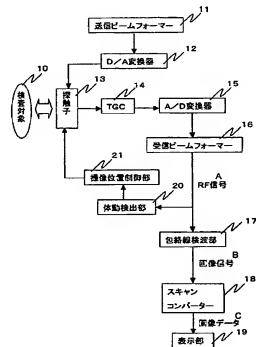 11
送信ビームフォーマー
12
D/A変換器
10
検査対象
13
探触子
14
TGC
15
A/D変換器
16
受信ビームフォーマー
21
撮像位置制御部
A
RF信号
20
体動検出部
17
包絡線検波部
B
画像信号
18
スキャン
コンバーター
C
画像データ
19
表示部